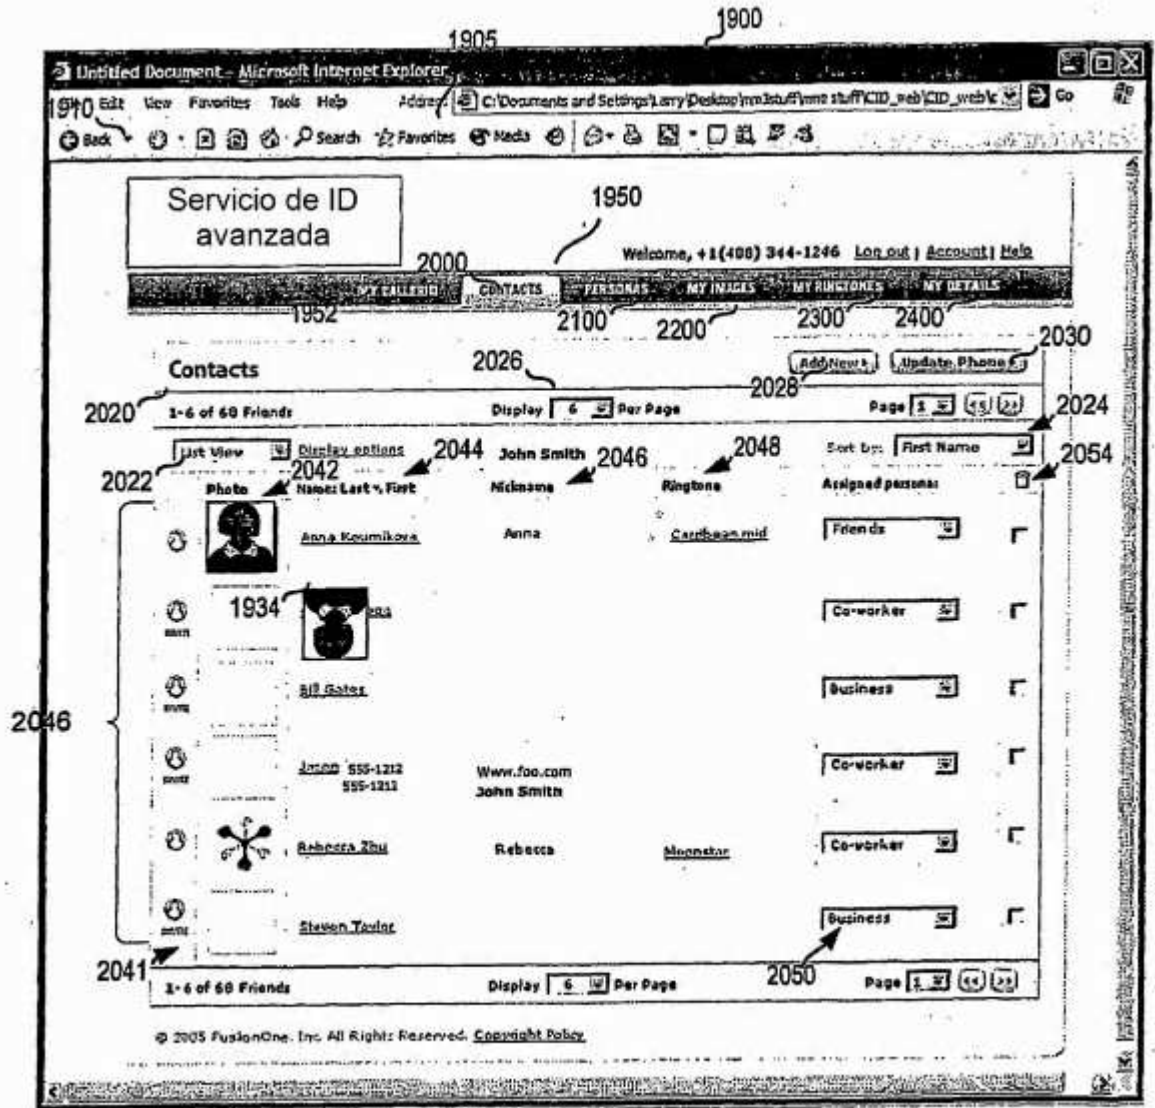 1900
1905
Untitled Document - Microsoft Internet Explorer
1910 Edit View Favorites Tools Help Address C:\Documents and Settings\Larry\Desktop\ Go
Back Search Favorites Media
Servicio de ID
avanzada
1950
Welcome, +1(408) 344-1246 Log out | Account | Help
2000
MY CALLERID CONTACTS PERSONAS MY IMAGES MY RINGTONES MY DETAILS
1952 2100 2200 2300 2400
2030
Contacts 2026 Add New Update Phone
2028
2020 1-6 of 68 Friends Display 6 Per Page Page 1 << >> 2024
List View Display options 2044 John Smith 2048 Sort by: First Name
2022 2042 2046 2054
Photo Name: Last, First Nickname Ringtone Assigned persona:
Anna Kournikova Anna Caribbean.mid Friends
1934 Co-worker
Bill Gates Business
2046
555-1212 Www.foo.com Co-worker
555-1212 John Smith
Rebecca Zhu Rebecca Moonstar Co-worker
Steven Taylor Business
2041 2050
1-6 of 68 Friends Display 6 Per Page Page 1 << >>
© 2005 FusionOne. Inc. All Rights Reserved. Copyright Policy